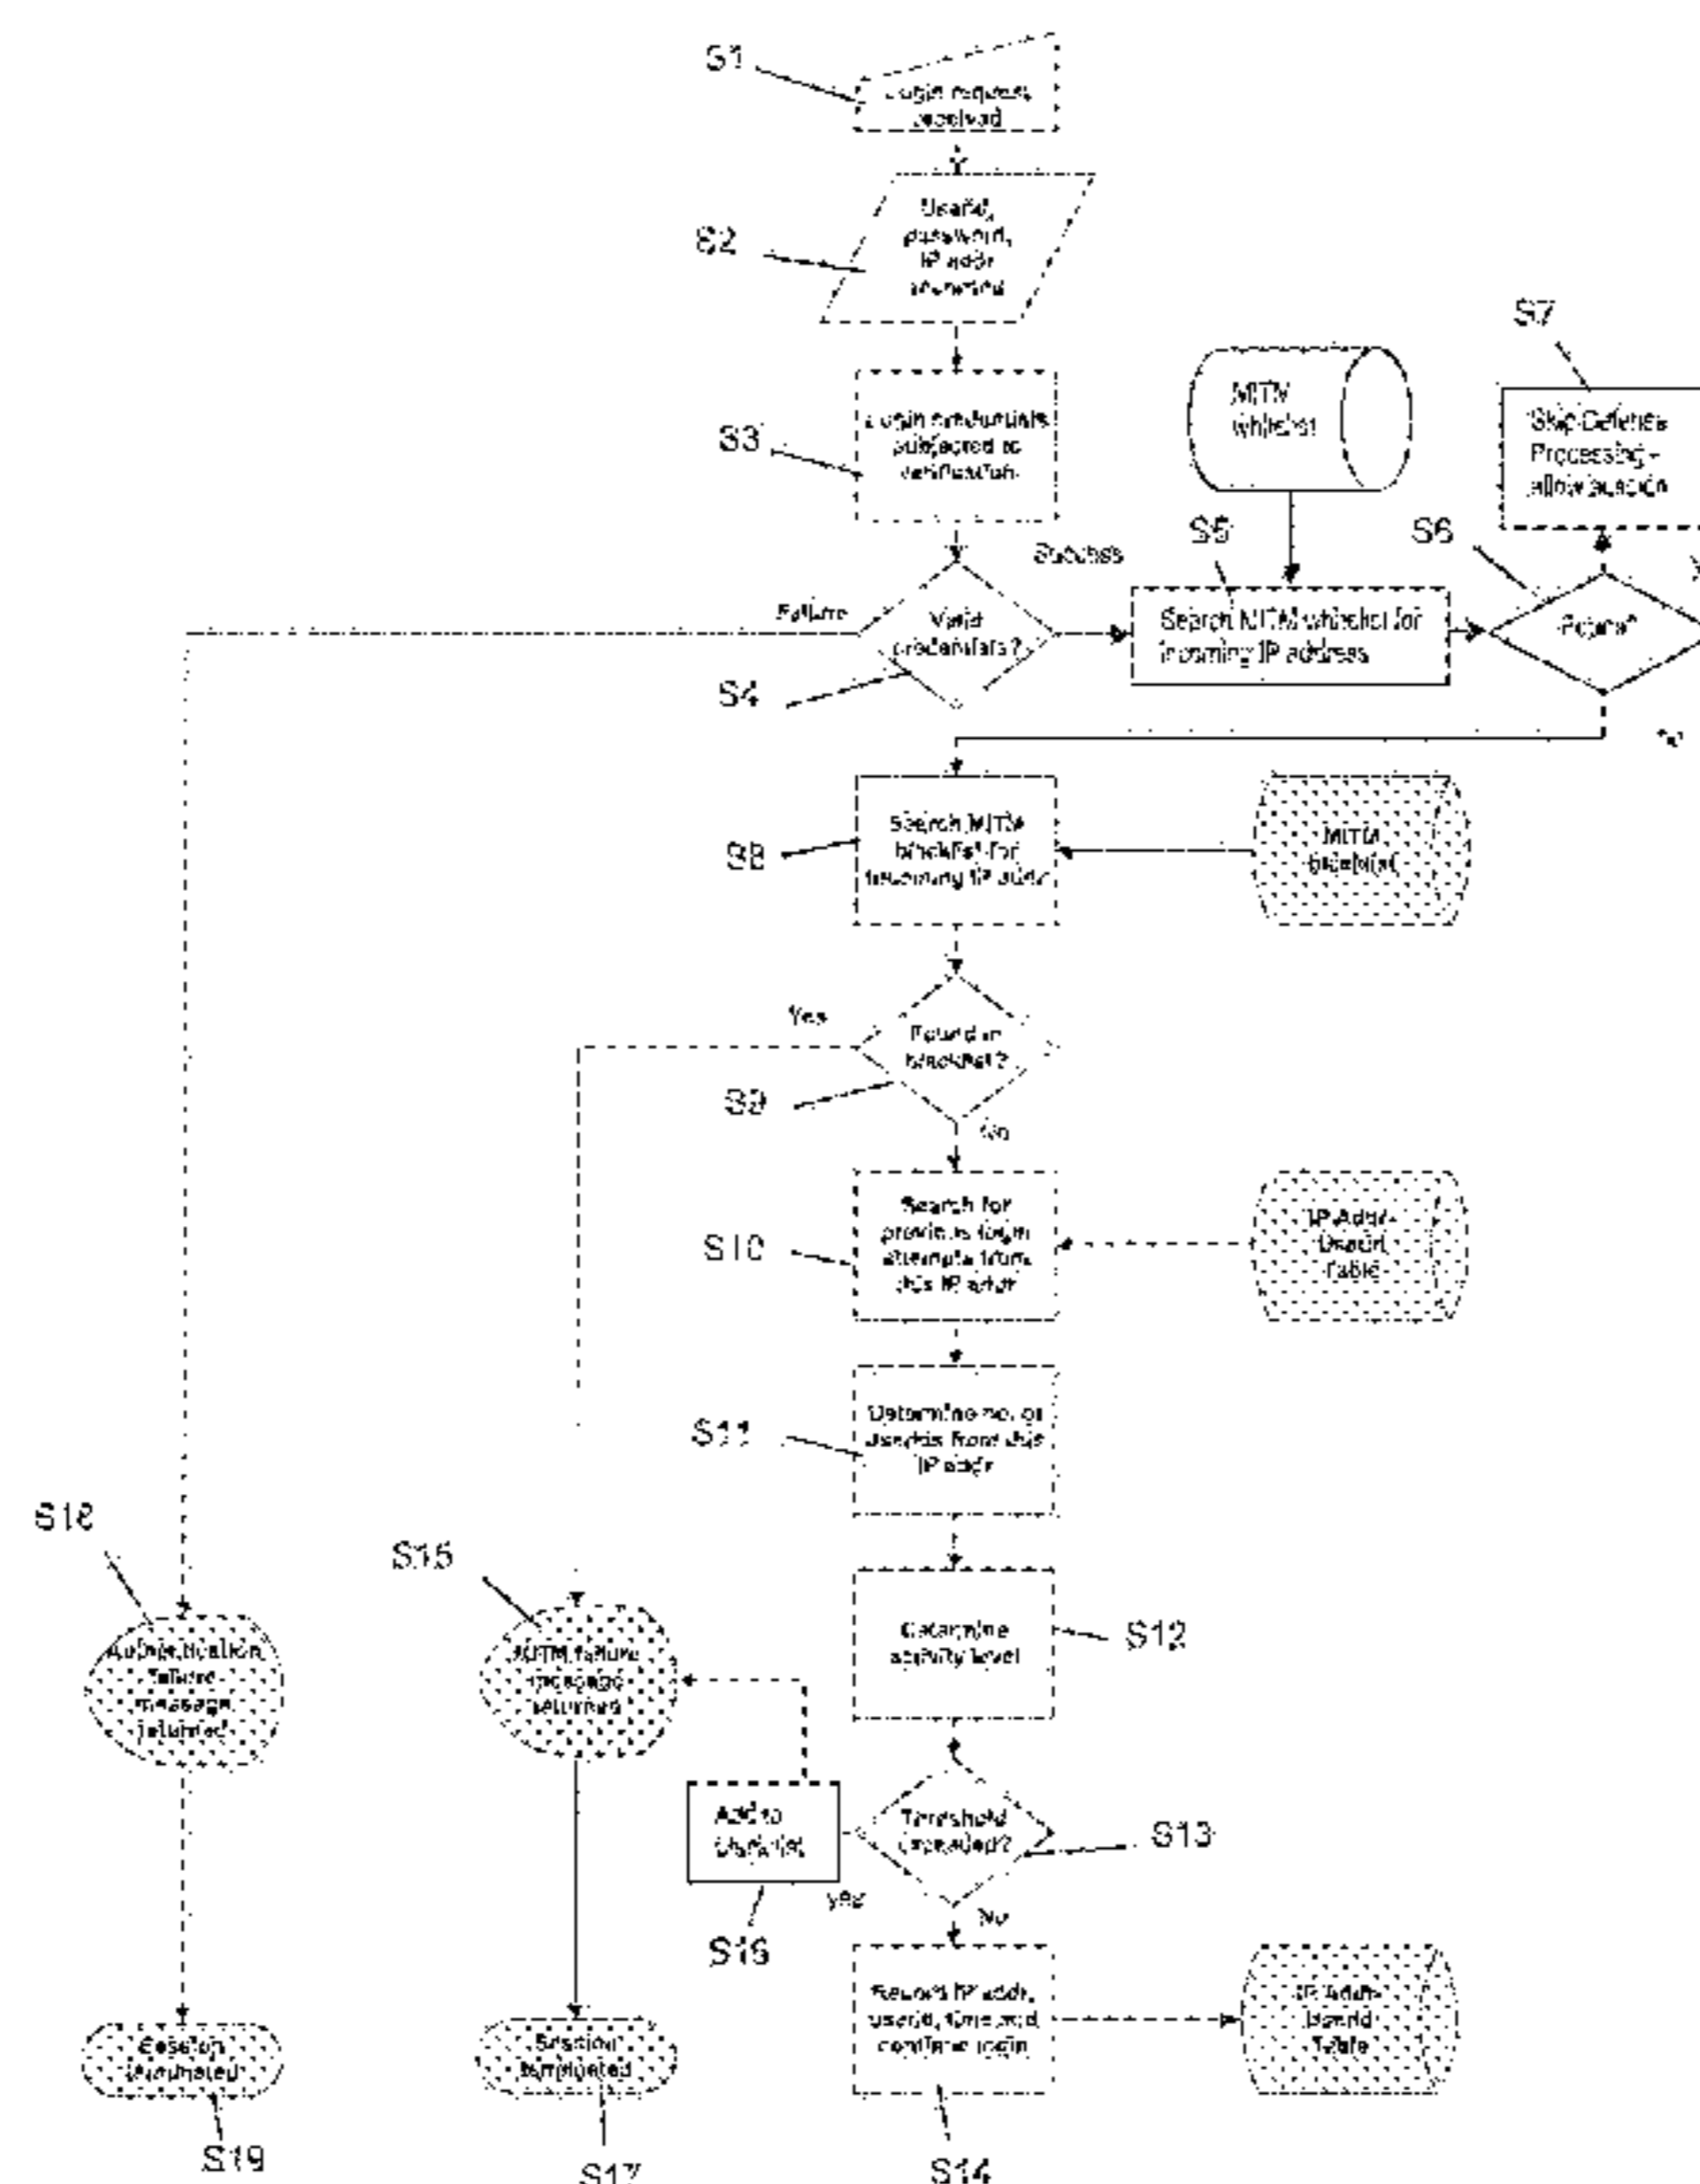 S1
Login request
received
S2
Userid,
password,
IP addr
S3
Login credentials
subjected to
verification
S4
Valid
credentials?
Failure
Success
MITM
whitelist
S5
Search MITM whitelist for
incoming IP address
S6
S7
Skip Defense
Processing -
allow
S8
Search MITM
blacklist for
incoming IP addr
MITM
blacklist
S9
Found in
blacklist?
Yes
No
S10
Search for
previous login
attempts from
this IP addr
IP Addr-
Userid
Table
S11
Determine no. of
userids from this
IP addr
S12
Determine
activity level
S13
Threshold
exceeded?
yes
No
Add to
blacklist
S16
S14
Record IP addr,
userid, time and
continue login
IP Addr-
Userid
Table
S15
MITM failure
message
returned
S17
Session
terminated
S18
Authentication
failure
message
returned
S19
Session
terminated